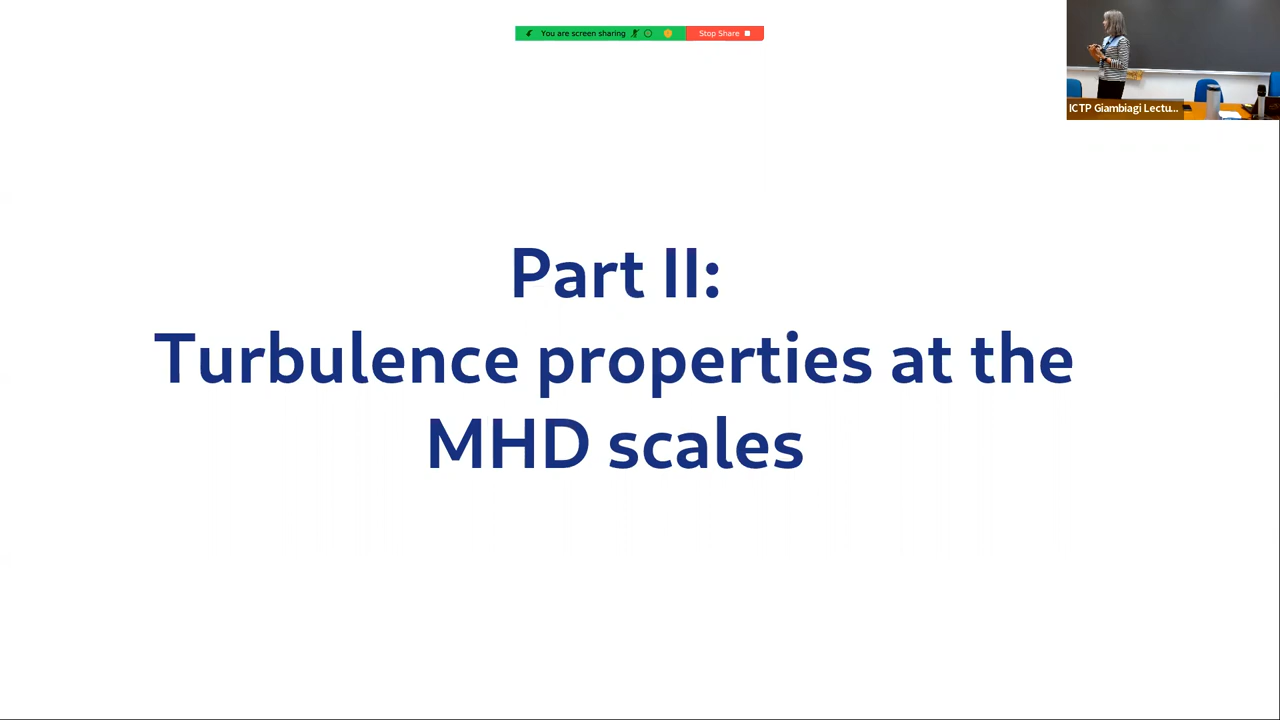 You are screen sharing
Stop Share
ICTP Giambiagi Lectu...
Part II:
Turbulence properties at the
MHD scales